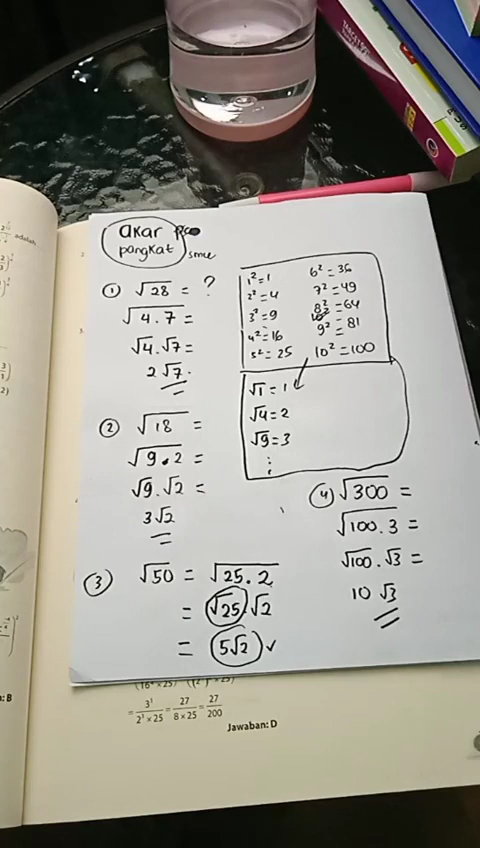 akar
pangkat
① √28 = ?
√4.7 =
√4.√7 =
2√7
② √18 =
√9.2 =
√9.√2 =
3√2
③ √50 = √25.2
= √25 √2
= 5√2
1² = 1
2² = 4
3² = 9
4² = 16
5² = 25
6² = 36
7² = 49
8² = 64
9² = 81
10² = 100
√1 = 1
√4 = 2
√9 = 3
⋮
④ √300 =
√100.3 =
√100.√3 =
10√3
= 3³/(2³ × 25) = 27/(8 × 25) = 27/200
Jawaban: D
adalah
: B